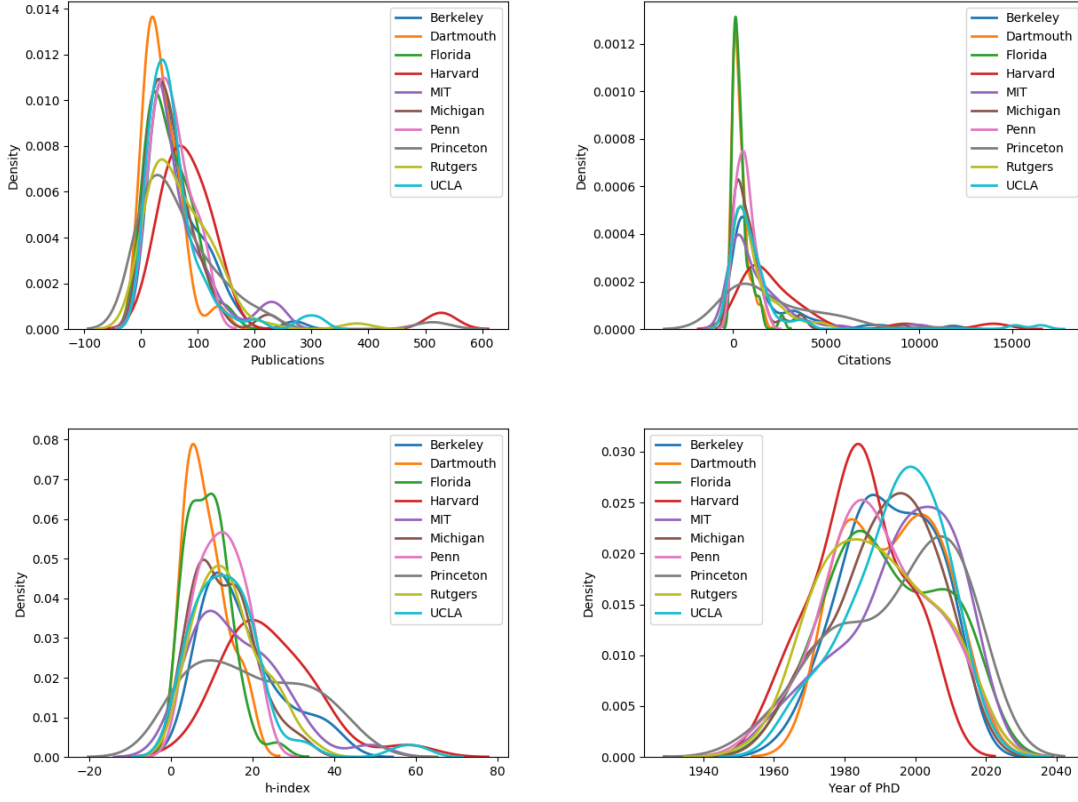 0.014
0.012
0.010
0.008
0.006
0.004
0.002
0.000
Density
−100 0 100 200 300 400 500 600
Publications
Berkeley
Dartmouth
Florida
Harvard
MIT
Michigan
Penn
Princeton
Rutgers
UCLA
0.0012
0.0010
0.0008
0.0006
0.0004
0.0002
0.0000
Density
0 5000 10000 15000
Citations
Berkeley
Dartmouth
Florida
Harvard
MIT
Michigan
Penn
Princeton
Rutgers
UCLA
0.08
0.07
0.06
0.05
0.04
0.03
0.02
0.01
0.00
Density
−20 0 20 40 60 80
h-index
Berkeley
Dartmouth
Florida
Harvard
MIT
Michigan
Penn
Princeton
Rutgers
UCLA
0.030
0.025
0.020
0.015
0.010
0.005
0.000
Density
1940 1960 1980 2000 2020 2040
Year of PhD
Berkeley
Dartmouth
Florida
Harvard
MIT
Michigan
Penn
Princeton
Rutgers
UCLA